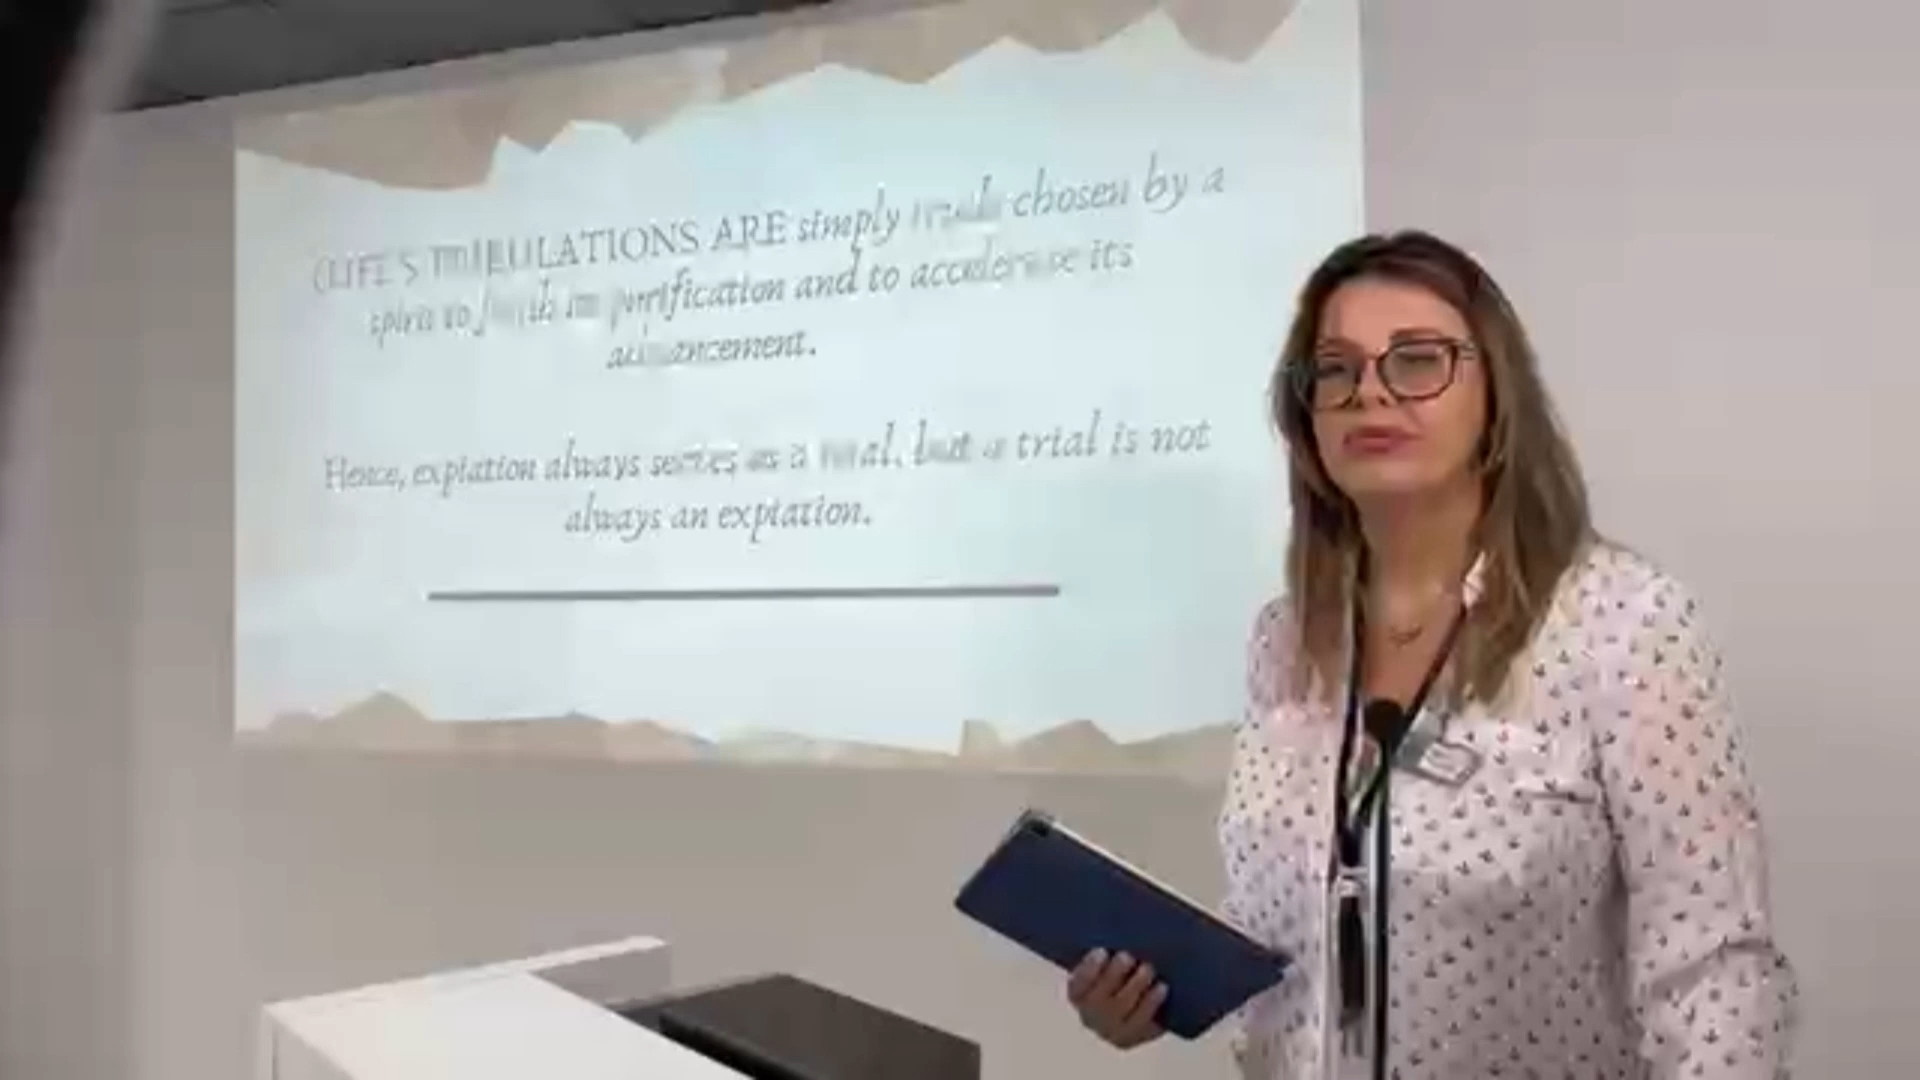 (LIFE'S TRIBULATIONS ARE simply trials chosen by a
spirit to finish its purification and to accelerate its
advancement.
Hence, expiation always serves as a trial, but a trial is not
always an expiation.